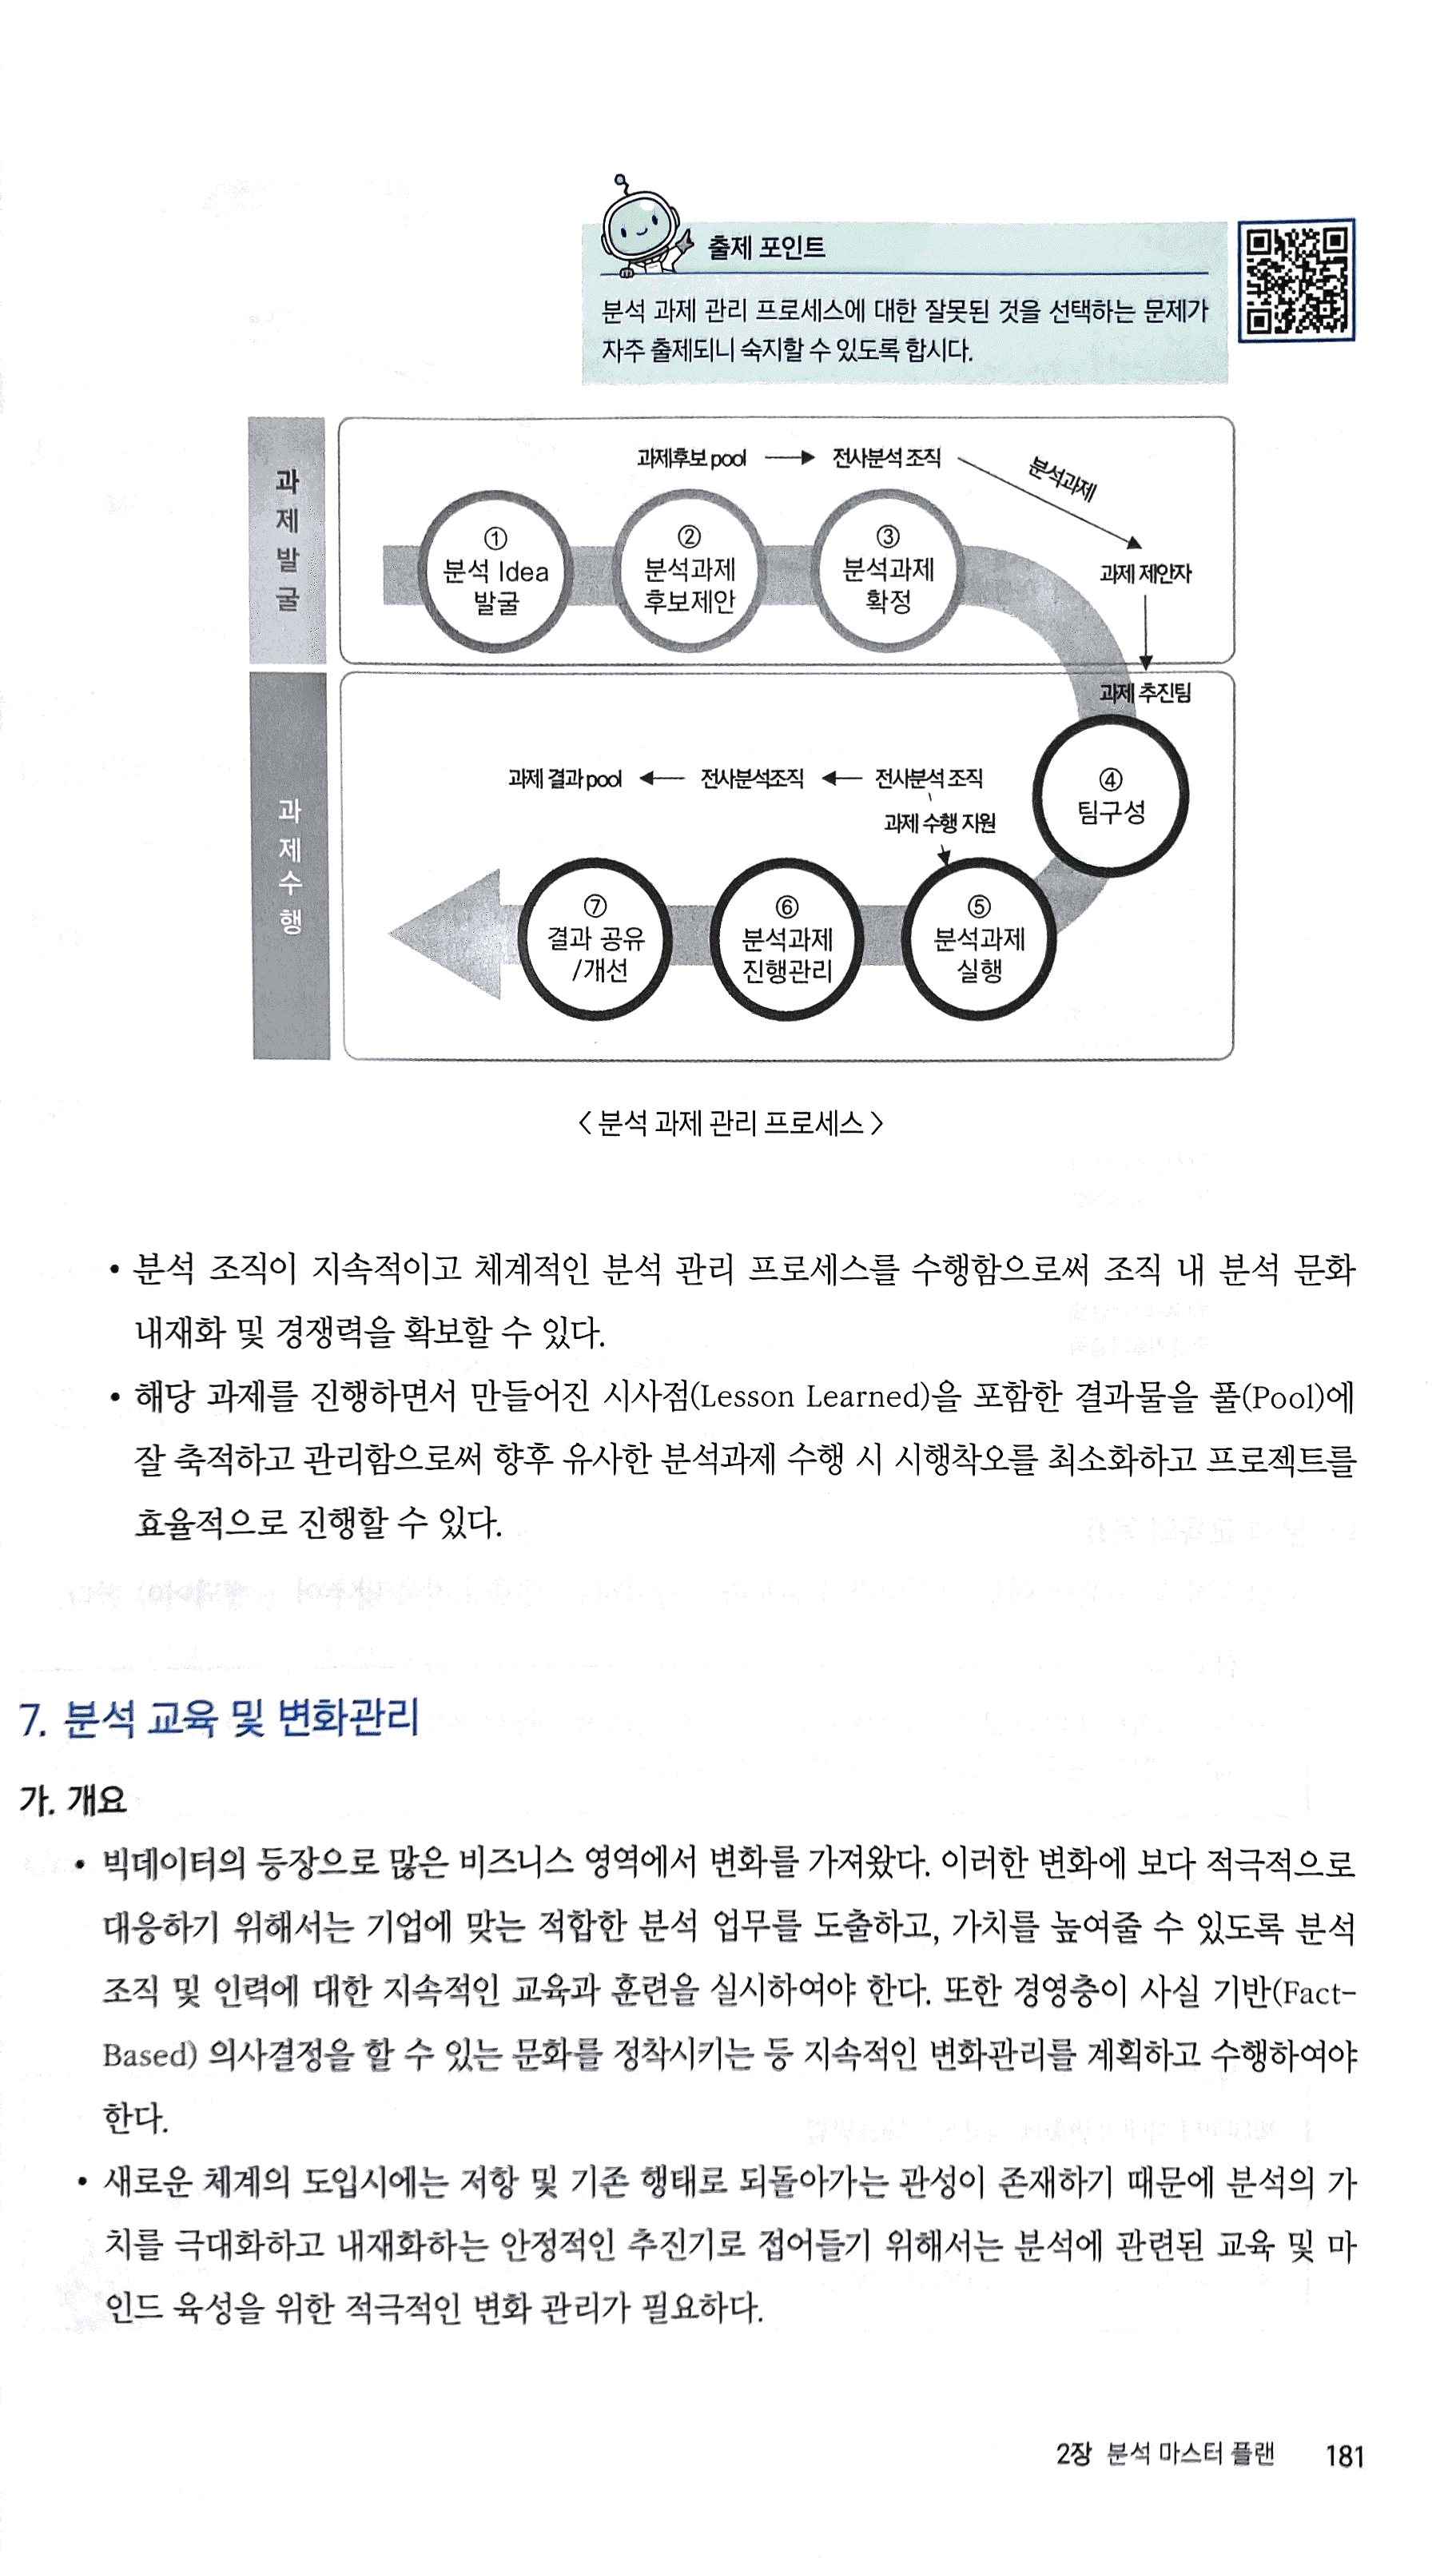 출제 포인트
분석 과제 관리 프로세스에 대한 잘못된 것을 선택하는 문제가
자주 출제되니 숙지할 수 있도록 합시다.
과제발굴
과제후보 pool
전사분석 조직
분석과제
①
분석 Idea
발굴
②
분석과제
후보제안
③
분석과제
확정
과제 제안자
과제수행
과제 추진팀
④
팀구성
과제 결과 pool
전사분석조직
전사분석 조직
과제 수행 지원
⑦
결과 공유
/개선
⑥
분석과제
진행관리
⑤
분석과제
실행
< 분석 과제 관리 프로세스 >
• 분석 조직이 지속적이고 체계적인 분석 관리 프로세스를 수행함으로써 조직 내 분석 문화
내재화 및 경쟁력을 확보할 수 있다.
• 해당 과제를 진행하면서 만들어진 시사점(Lesson Learned)을 포함한 결과물을 풀(Pool)에
잘 축적하고 관리함으로써 향후 유사한 분석과제 수행 시 시행착오를 최소화하고 프로젝트를
효율적으로 진행할 수 있다.
7. 분석 교육 및 변화관리
가. 개요
• 빅데이터의 등장으로 많은 비즈니스 영역에서 변화를 가져왔다. 이러한 변화에 보다 적극적으로
대응하기 위해서는 기업에 맞는 적합한 분석 업무를 도출하고, 가치를 높여줄 수 있도록 분석
조직 및 인력에 대한 지속적인 교육과 훈련을 실시하여야 한다. 또한 경영층이 사실 기반(Fact-
Based) 의사결정을 할 수 있는 문화를 정착시키는 등 지속적인 변화관리를 계획하고 수행하여야
한다.
• 새로운 체계의 도입시에는 저항 및 기존 행태로 되돌아가는 관성이 존재하기 때문에 분석의 가
치를 극대화하고 내재화하는 안정적인 추진기로 접어들기 위해서는 분석에 관련된 교육 및 마
인드 육성을 위한 적극적인 변화 관리가 필요하다.
2장 분석 마스터 플랜 181